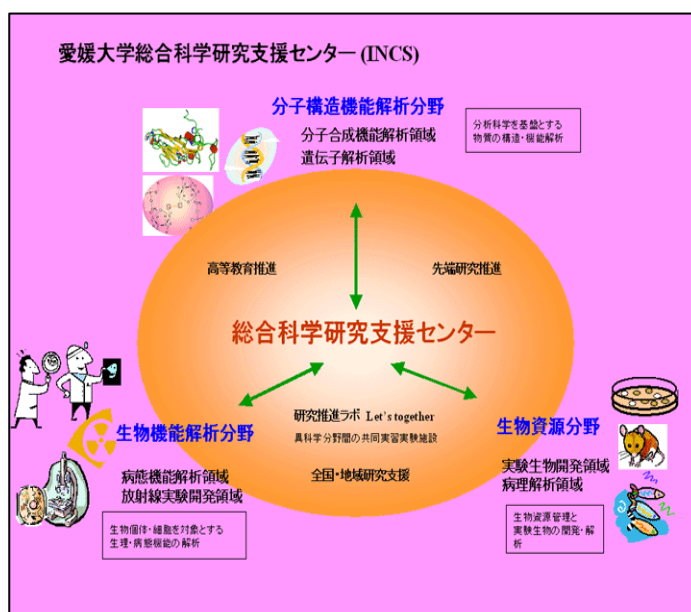 愛媛大学総合科学研究支援センター (INCS)
分子構造機能解析分野
分子合成機能解析領域
遺伝子解析領域
分析科学を基盤とする
物質の構造・機能解析
高等教育推進
先端研究推進
総合科学研究支援センター
研究推進ラボ Let's together
異科学分野間の共同実習実験施設
全国・地域研究支援
生物機能解析分野
病態機能解析領域
放射線実験開発領域
生物個体・細胞を対象とする
生理・病態機能の解析
生物資源分野
実験生物開発領域
病理解析領域
生物資源管理と
実験生物の開発・解
析